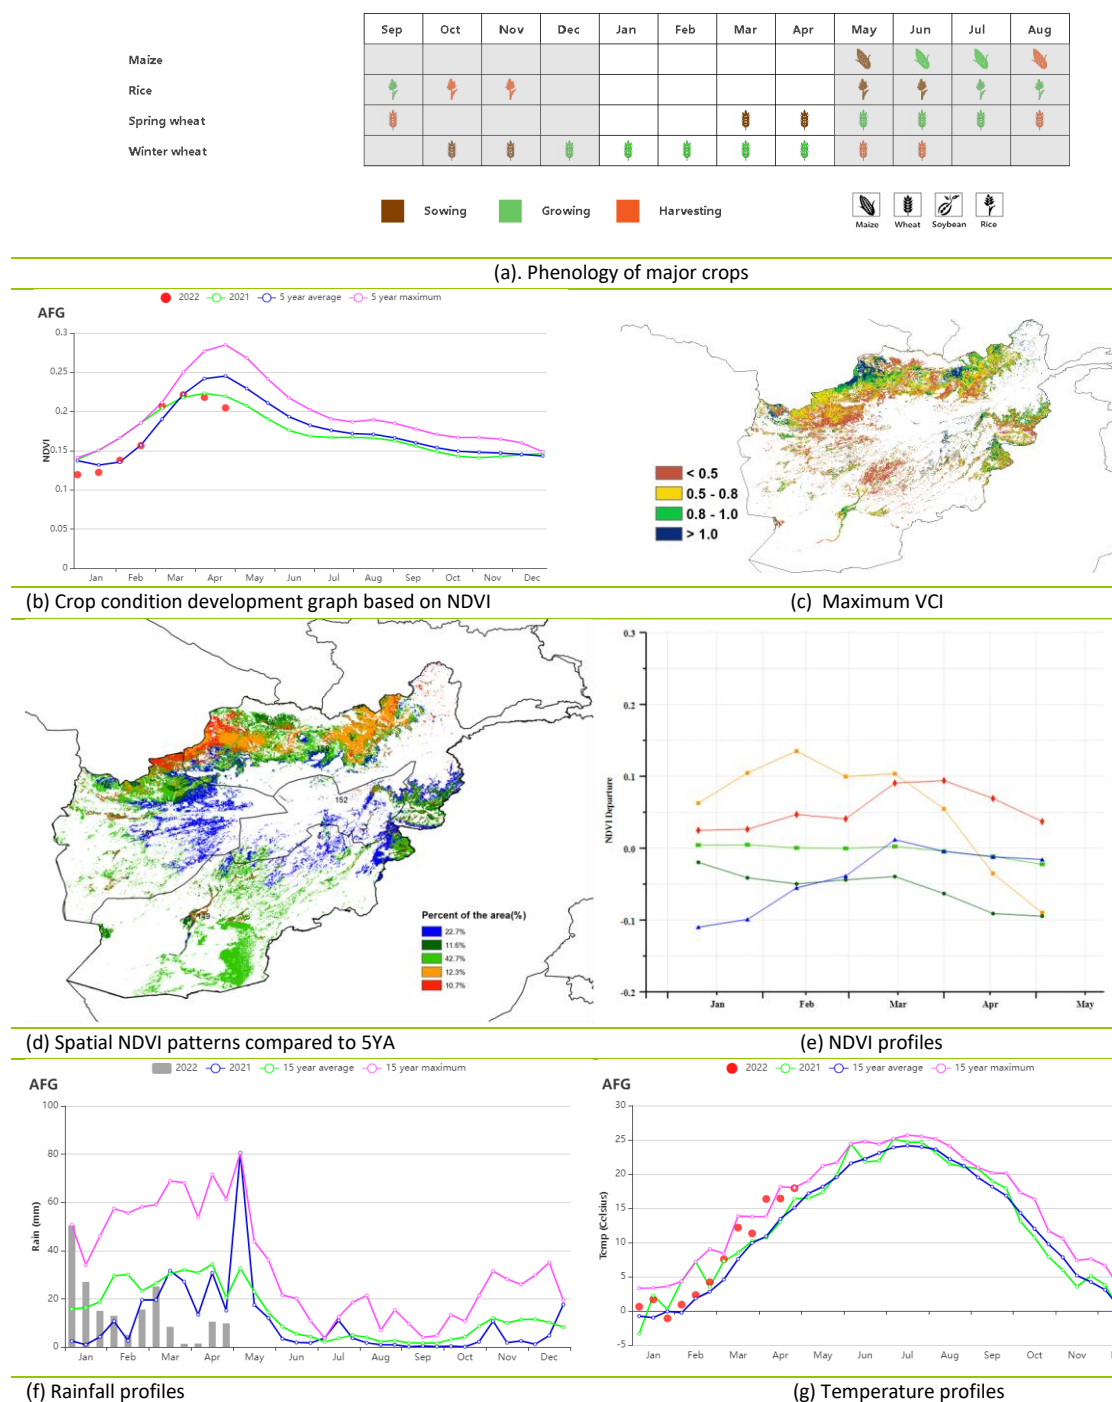 Sep Oct Nov Dec Jan Feb Mar Apr May Jun Jul Aug
Maize
Rice
Spring wheat
Winter wheat
Sowing Growing Harvesting
Maize Wheat Soybean Rice
(a). Phenology of major crops
2022 2021 5 year average 5 year maximum
AFG
0.3
0.25
0.2
0.15
0.1
0.05
0
NDVI
Jan Feb Mar Apr May Jun Jul Aug Sep Oct Nov Dec
< 0.5
0.5 - 0.8
0.8 - 1.0
> 1.0
(b) Crop condition development graph based on NDVI
(c) Maximum VCI
152
Percent of the area(%)
22.7%
11.6%
42.7%
12.3%
10.7%
0.3
0.2
0.1
0.0
-0.1
-0.2
NDVI Departure
Jan Feb Mar Apr May
(d) Spatial NDVI patterns compared to 5YA
(e) NDVI profiles
2022 2021 15 year average 15 year maximum
AFG
100
80
60
40
20
0
Rain (mm)
Jan Feb Mar Apr May Jun Jul Aug Sep Oct Nov Dec
2022 2021 15 year average 15 year maximum
AFG
30
25
20
15
10
5
0
-5
Temp (Celsius)
Jan Feb Mar Apr May Jun Jul Aug Sep Oct Nov
(f) Rainfall profiles
(g) Temperature profiles